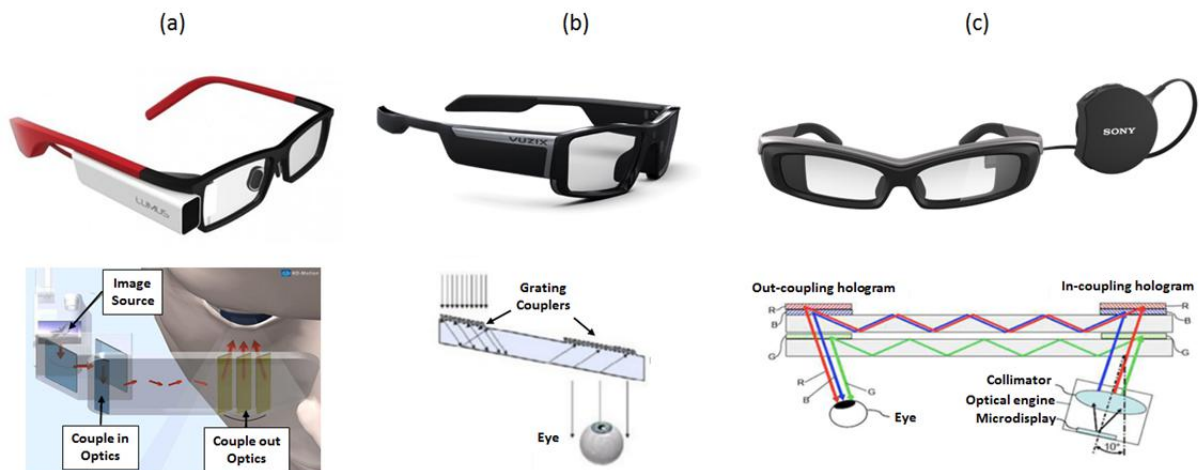 (a)
(b)
(c)
LUMUS
VUZIX
SONY
Image
Source
Couple in
Optics
Couple out
Optics
Grating
Couplers
Eye
Out-coupling hologram
In-coupling hologram
R
B
G
R
B
G
R
B
G
Eye
Collimator
Optical engine
Microdisplay
10°